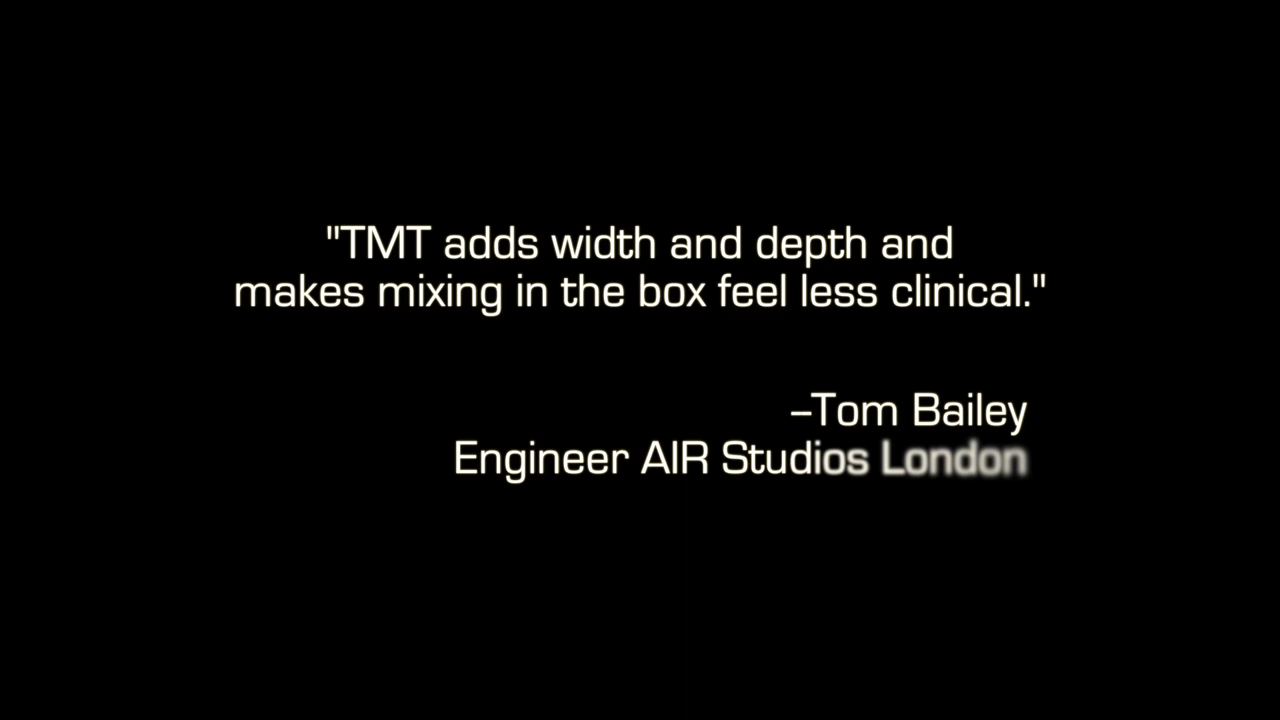 "TMT adds width and depth and
makes mixing in the box feel less clinical."
–Tom Bailey
Engineer AIR Studios London